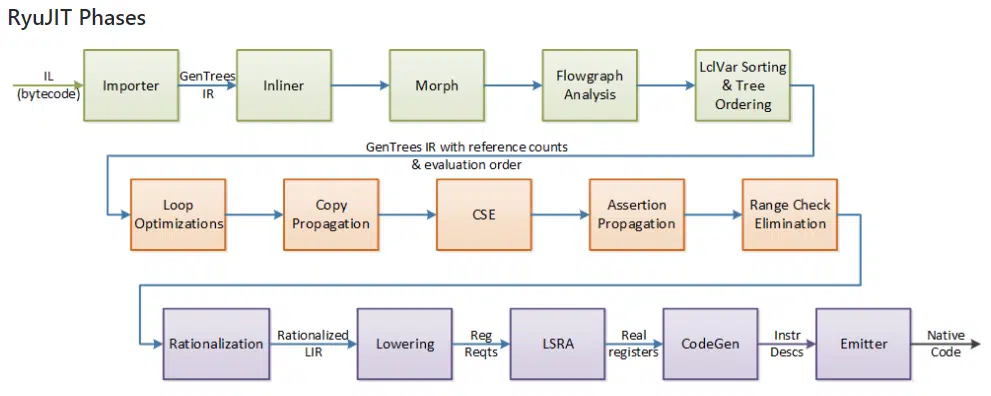 RyuJIT Phases
IL
(bytecode)
Importer
GenTrees
IR
Inliner
Morph
Flowgraph
Analysis
LclVar Sorting
& Tree
Ordering
GenTrees IR with reference counts
& evaluation order
Loop
Optimizations
Copy
Propagation
CSE
Assertion
Propagation
Range Check
Elimination
Rationalization
Rationalized
LIR
Lowering
Reg
Reqts
LSRA
Real
registers
CodeGen
Instr
Descs
Emitter
Native
Code